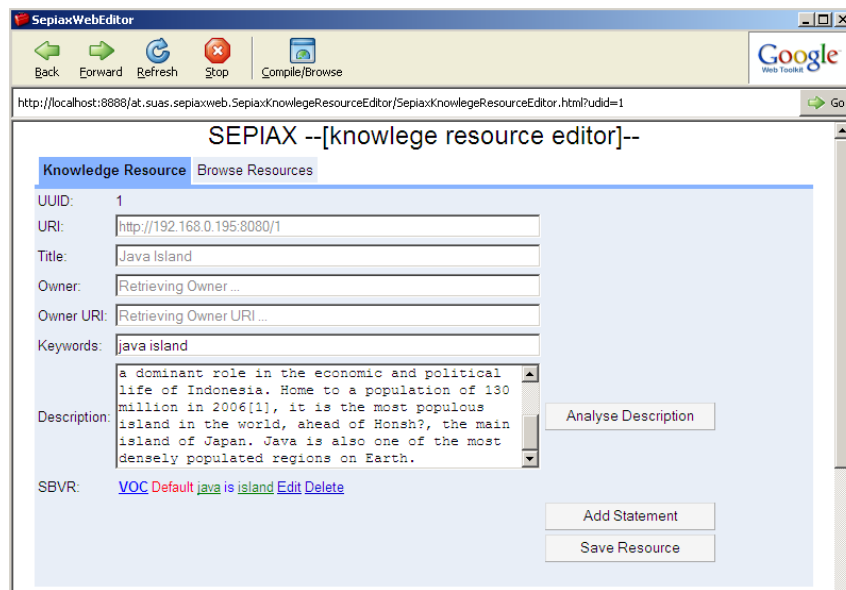 SepiaxWebEditor
Back Forward Refresh Stop Compile/Browse
Google
Web Toolkit
http://localhost:8888/at.suas.sepiaxweb.SepiaxKnowlegeResourceEditor/SepiaxKnowlegeResourceEditor.html?udid=1 Go
SEPIAX --[knowlege resource editor]--
Knowledge Resource Browse Resources
UUID: 1
URI: http://192.168.0.195:8080/1
Title: Java Island
Owner: Retrieving Owner ...
Owner URI: Retrieving Owner URI ...
Keywords: java island
a dominant role in the economic and political
life of Indonesia. Home to a population of 130
Description: million in 2006[1], it is the most populous Analyse Description
island in the world, ahead of Honsh?, the main
island of Japan. Java is also one of the most
densely populated regions on Earth.
SBVR: VOC Default java is island Edit Delete
Add Statement
Save Resource